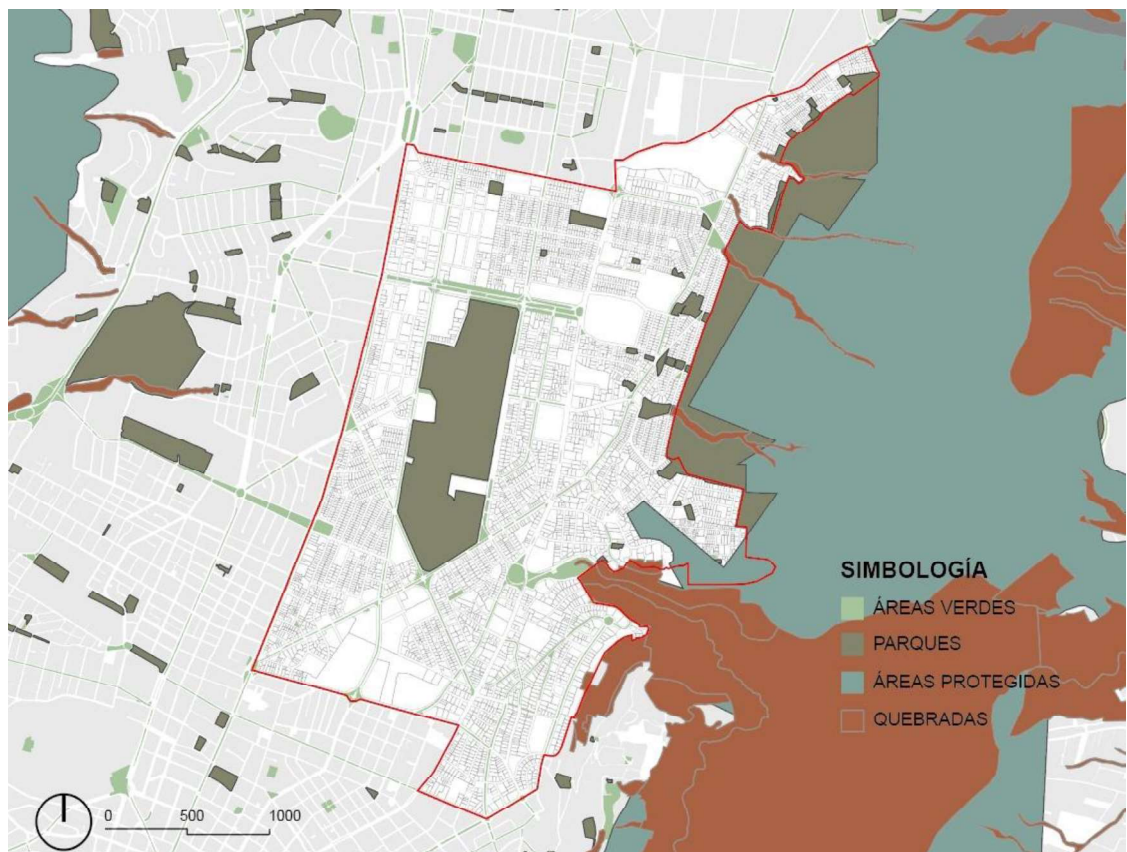 SIMBOLOGÍA
ÁREAS VERDES
PARQUES
ÁREAS PROTEGIDAS
QUEBRADAS
0 500 1000